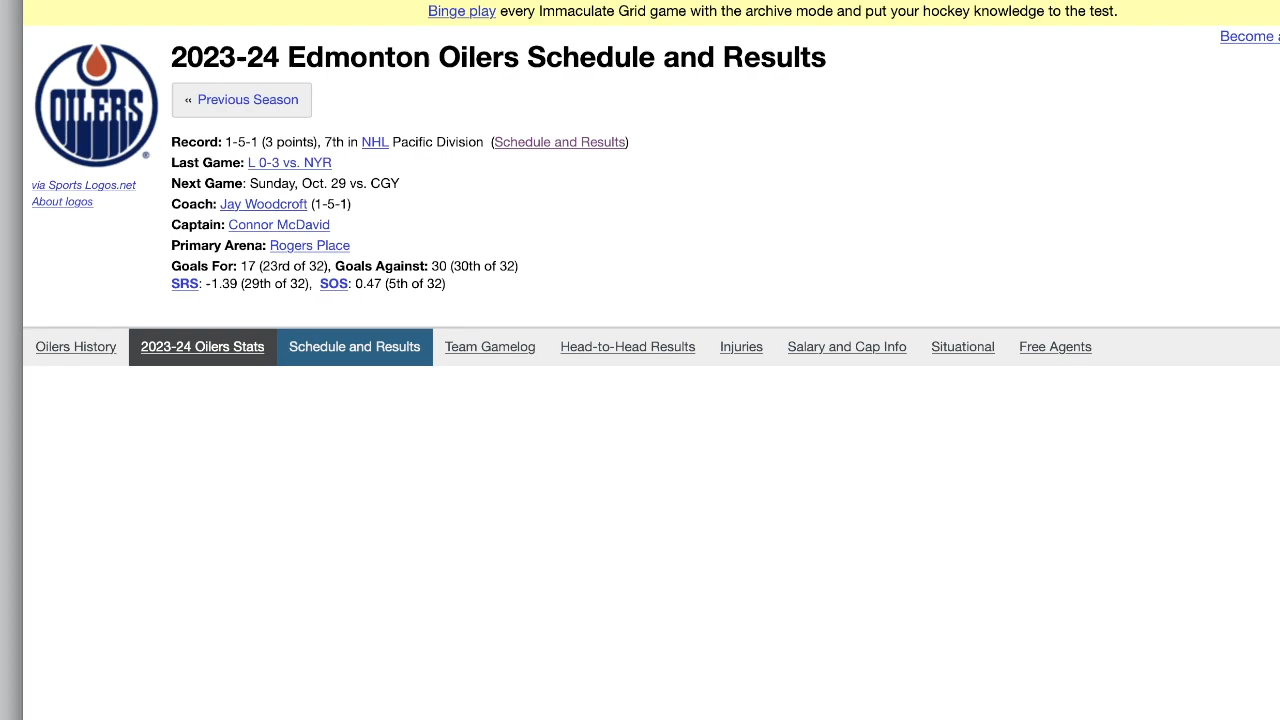 Binge play every Immaculate Grid game with the archive mode and put your hockey knowledge to the test.
Become a
OILERS
®
via Sports Logos.net
About logos
2023-24 Edmonton Oilers Schedule and Results
« Previous Season
Record: 1-5-1 (3 points), 7th in NHL Pacific Division (Schedule and Results)
Last Game: L 0-3 vs. NYR
Next Game: Sunday, Oct. 29 vs. CGY
Coach: Jay Woodcroft (1-5-1)
Captain: Connor McDavid
Primary Arena: Rogers Place
Goals For: 17 (23rd of 32), Goals Against: 30 (30th of 32)
SRS: -1.39 (29th of 32), SOS: 0.47 (5th of 32)
Oilers History 2023-24 Oilers Stats Schedule and Results Team Gamelog Head-to-Head Results Injuries Salary and Cap Info Situational Free Agents